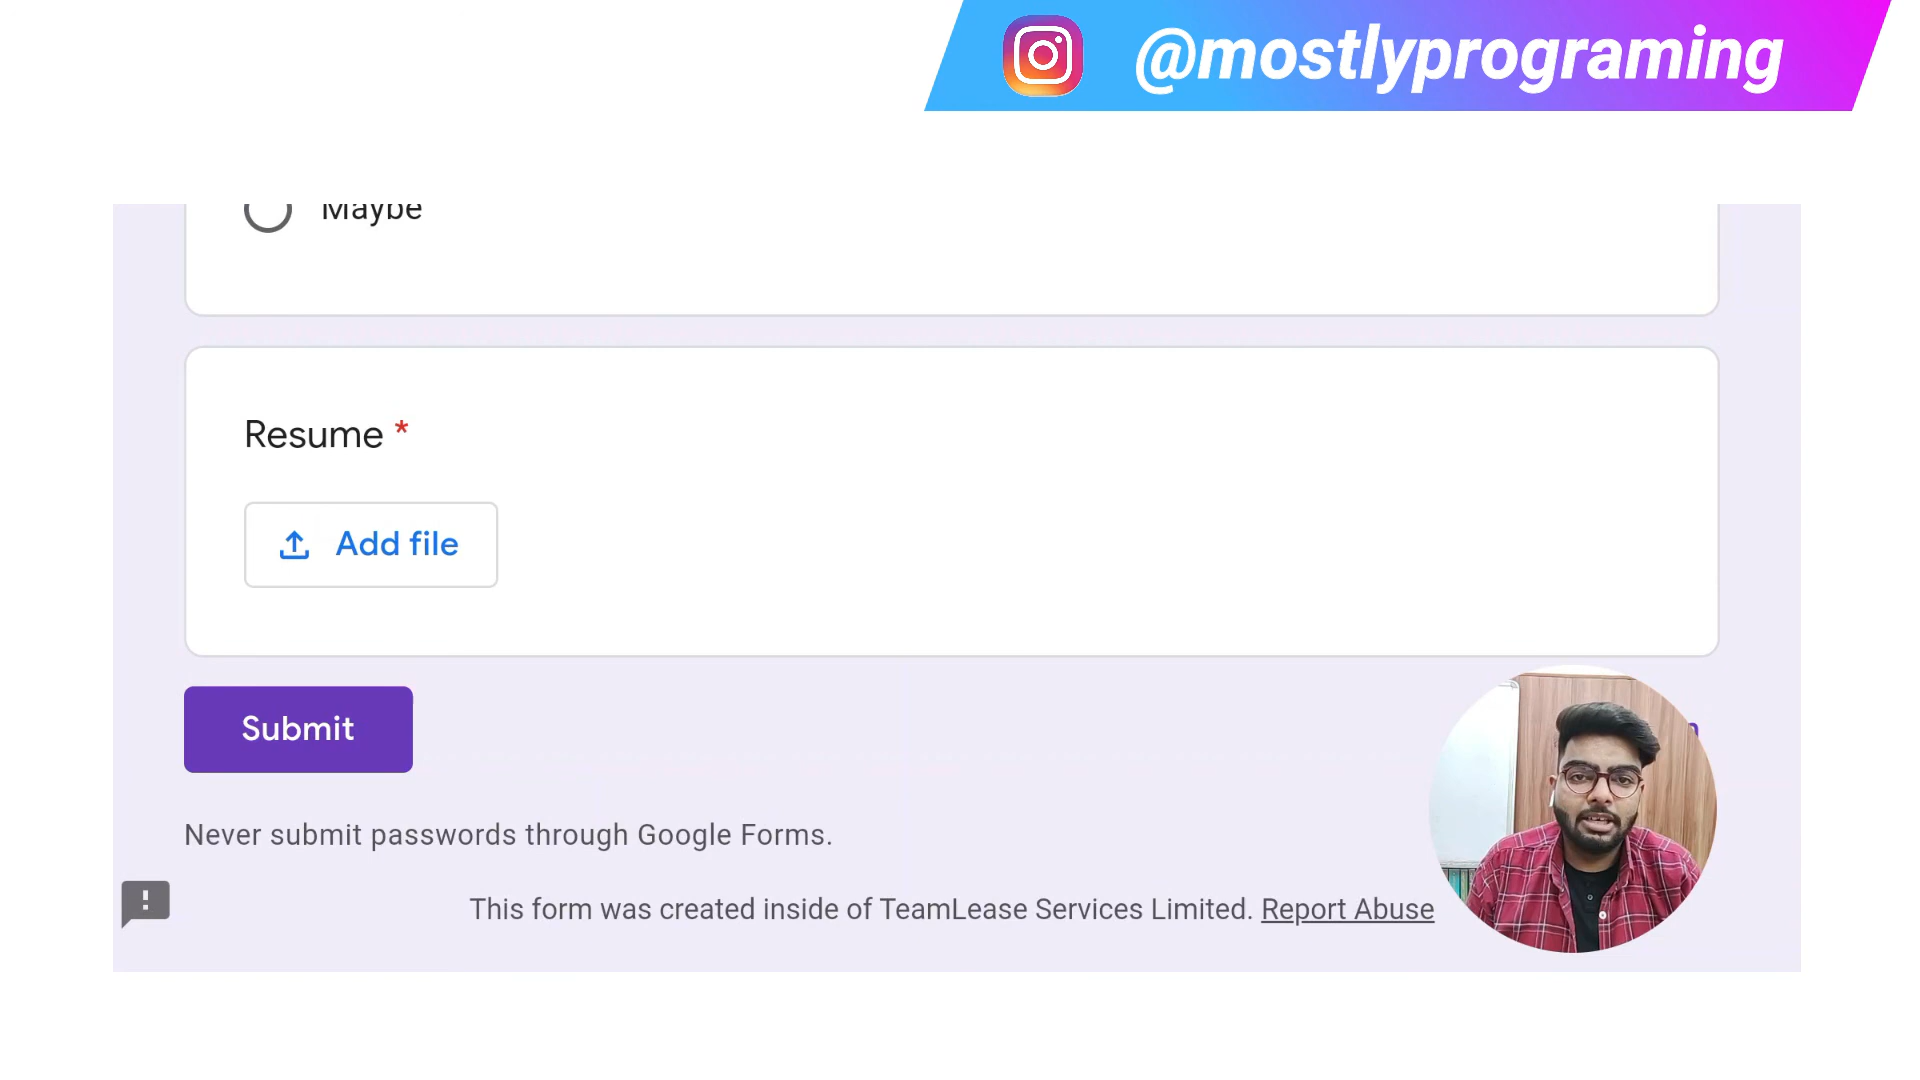 @mostlyprograming
Maybe
Resume *
Add file
Submit
Never submit passwords through Google Forms.
This form was created inside of TeamLease Services Limited. Report Abuse